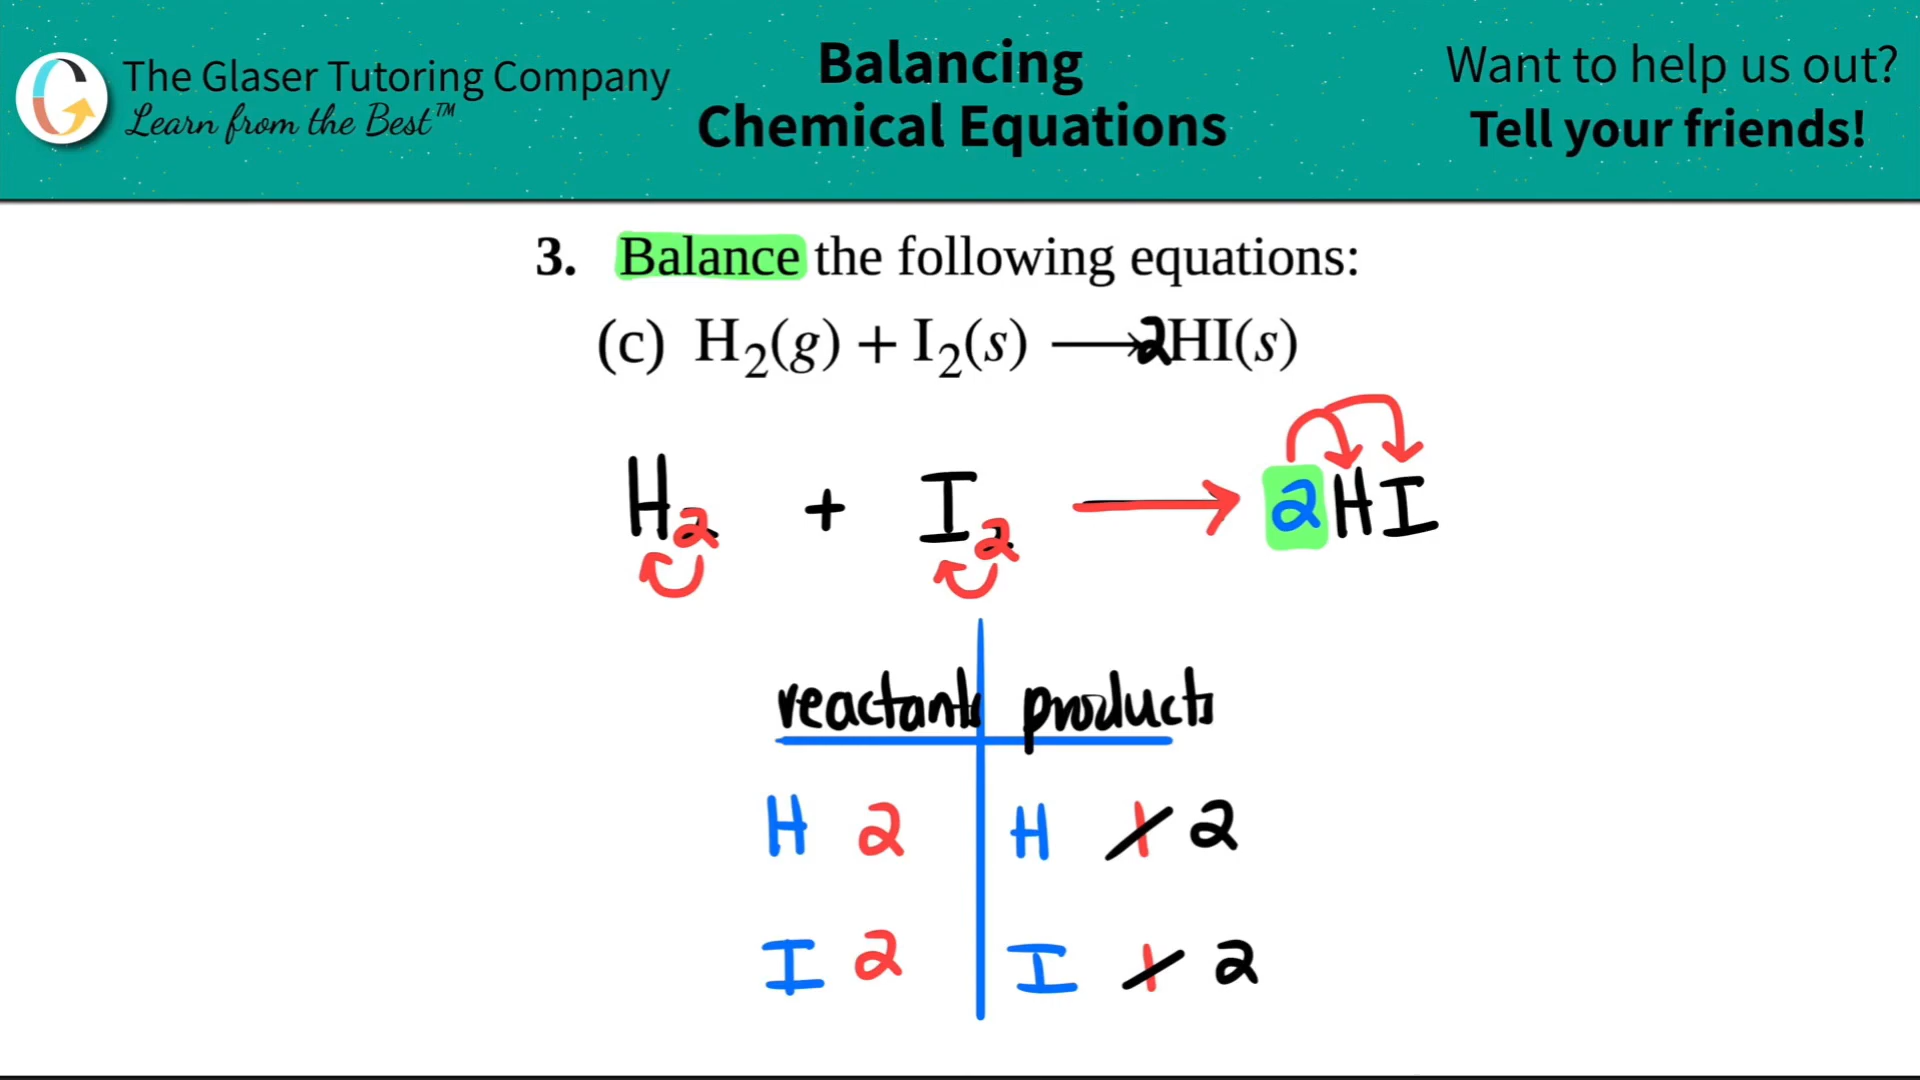 The Glaser Tutoring Company
Learn from the Best™
Balancing
Chemical Equations
Want to help us out?
Tell your friends!
3. Balance the following equations:
(c) H₂(g) + I₂(s) ⟶ 2HI(s)
H₂ + I₂ → 2HI
reactants products
H 2 H 1 2
I 2 I 1 2